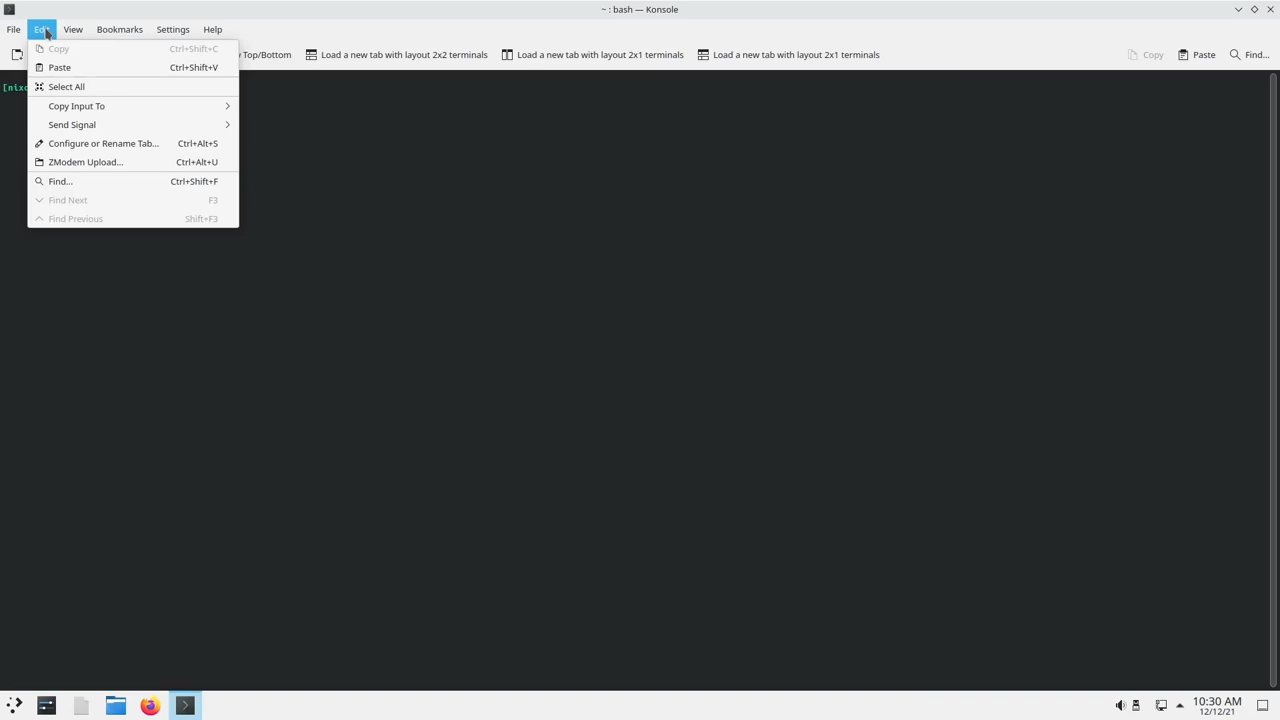 ~ : bash — Konsole
File Edit View Bookmarks Settings Help
Top/Bottom Load a new tab with layout 2x2 terminals Load a new tab with layout 2x1 terminals Load a new tab with layout 2x1 terminals Copy Paste Find...
Copy Ctrl+Shift+C
Paste Ctrl+Shift+V
[nix
Select All
Copy Input To
Send Signal
Configure or Rename Tab... Ctrl+Alt+S
ZModem Upload... Ctrl+Alt+U
Find... Ctrl+Shift+F
Find Next F3
Find Previous Shift+F3
10:30 AM
12/12/21